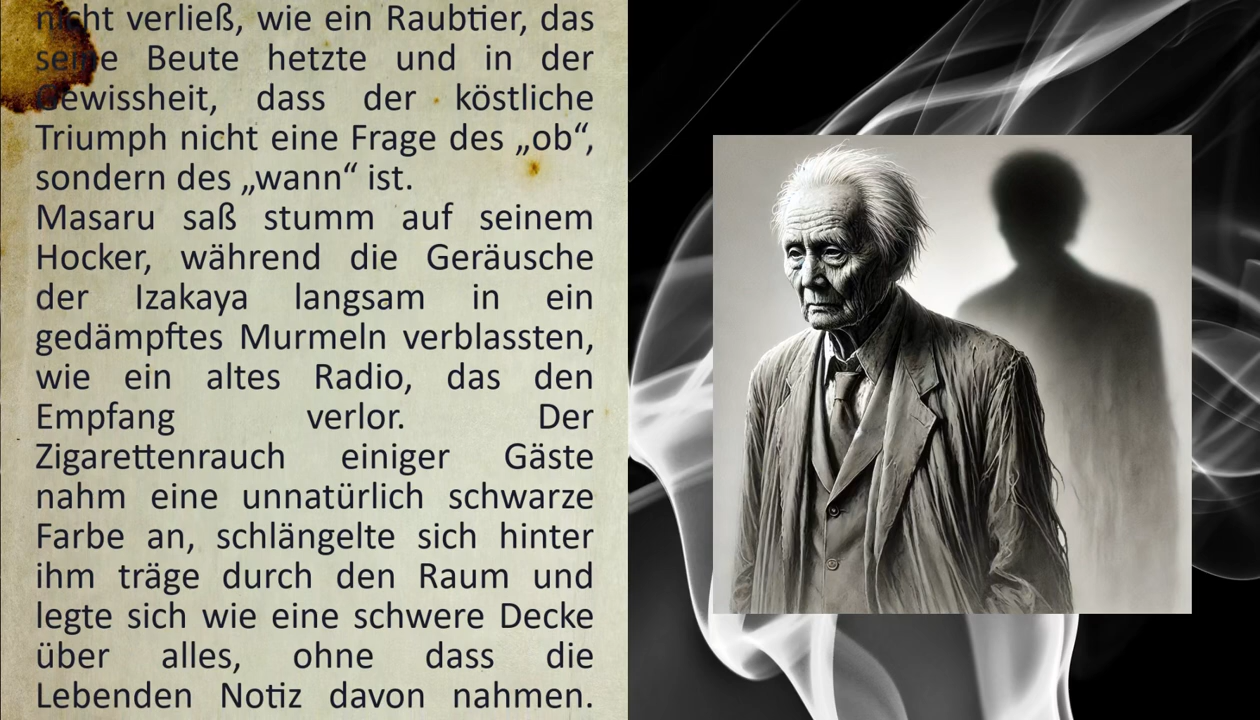 nicht verließ, wie ein Raubtier, das
seine Beute hetzte und in der
Gewissheit, dass der köstliche
Triumph nicht eine Frage des „ob“,
sondern des „wann“ ist.
Masaru saß stumm auf seinem
Hocker, während die Geräusche
der Izakaya langsam in ein
gedämpftes Murmeln verblassten,
wie ein altes Radio, das den
Empfang verlor. Der
Zigarettenrauch einiger Gäste
nahm eine unnatürlich schwarze
Farbe an, schlängelte sich hinter
ihm träge durch den Raum und
legte sich wie eine schwere Decke
über alles, ohne dass die
Lebenden Notiz davon nahmen.